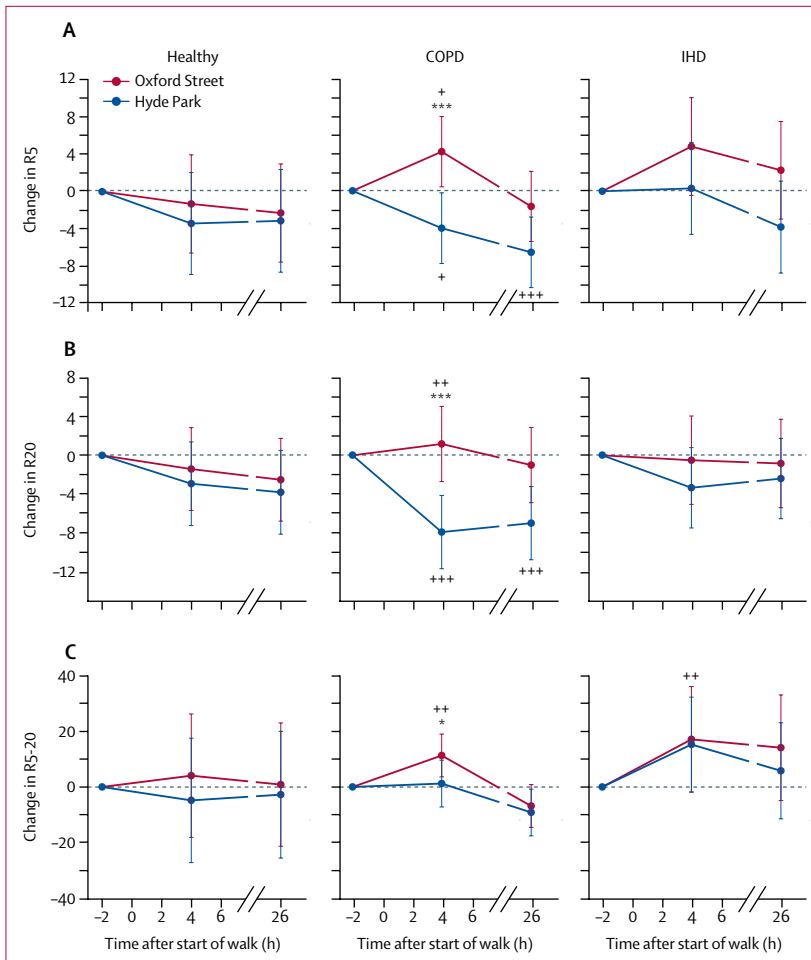 A
Healthy COPD IHD
Oxford Street
Hyde Park
Change in R5
12
8
4
0
–4
–8
–12
+
***
+
+++
B
Change in R20
8
4
0
–4
–8
–12
++
***
+++
+++
C
Change in R5-20
40
20
0
–20
–40
++
*
++
–2 0 2 4 6 8 26 –2 0 2 4 6 8 26 –2 0 2 4 6 8 26
Time after start of walk (h) Time after start of walk (h) Time after start of walk (h)